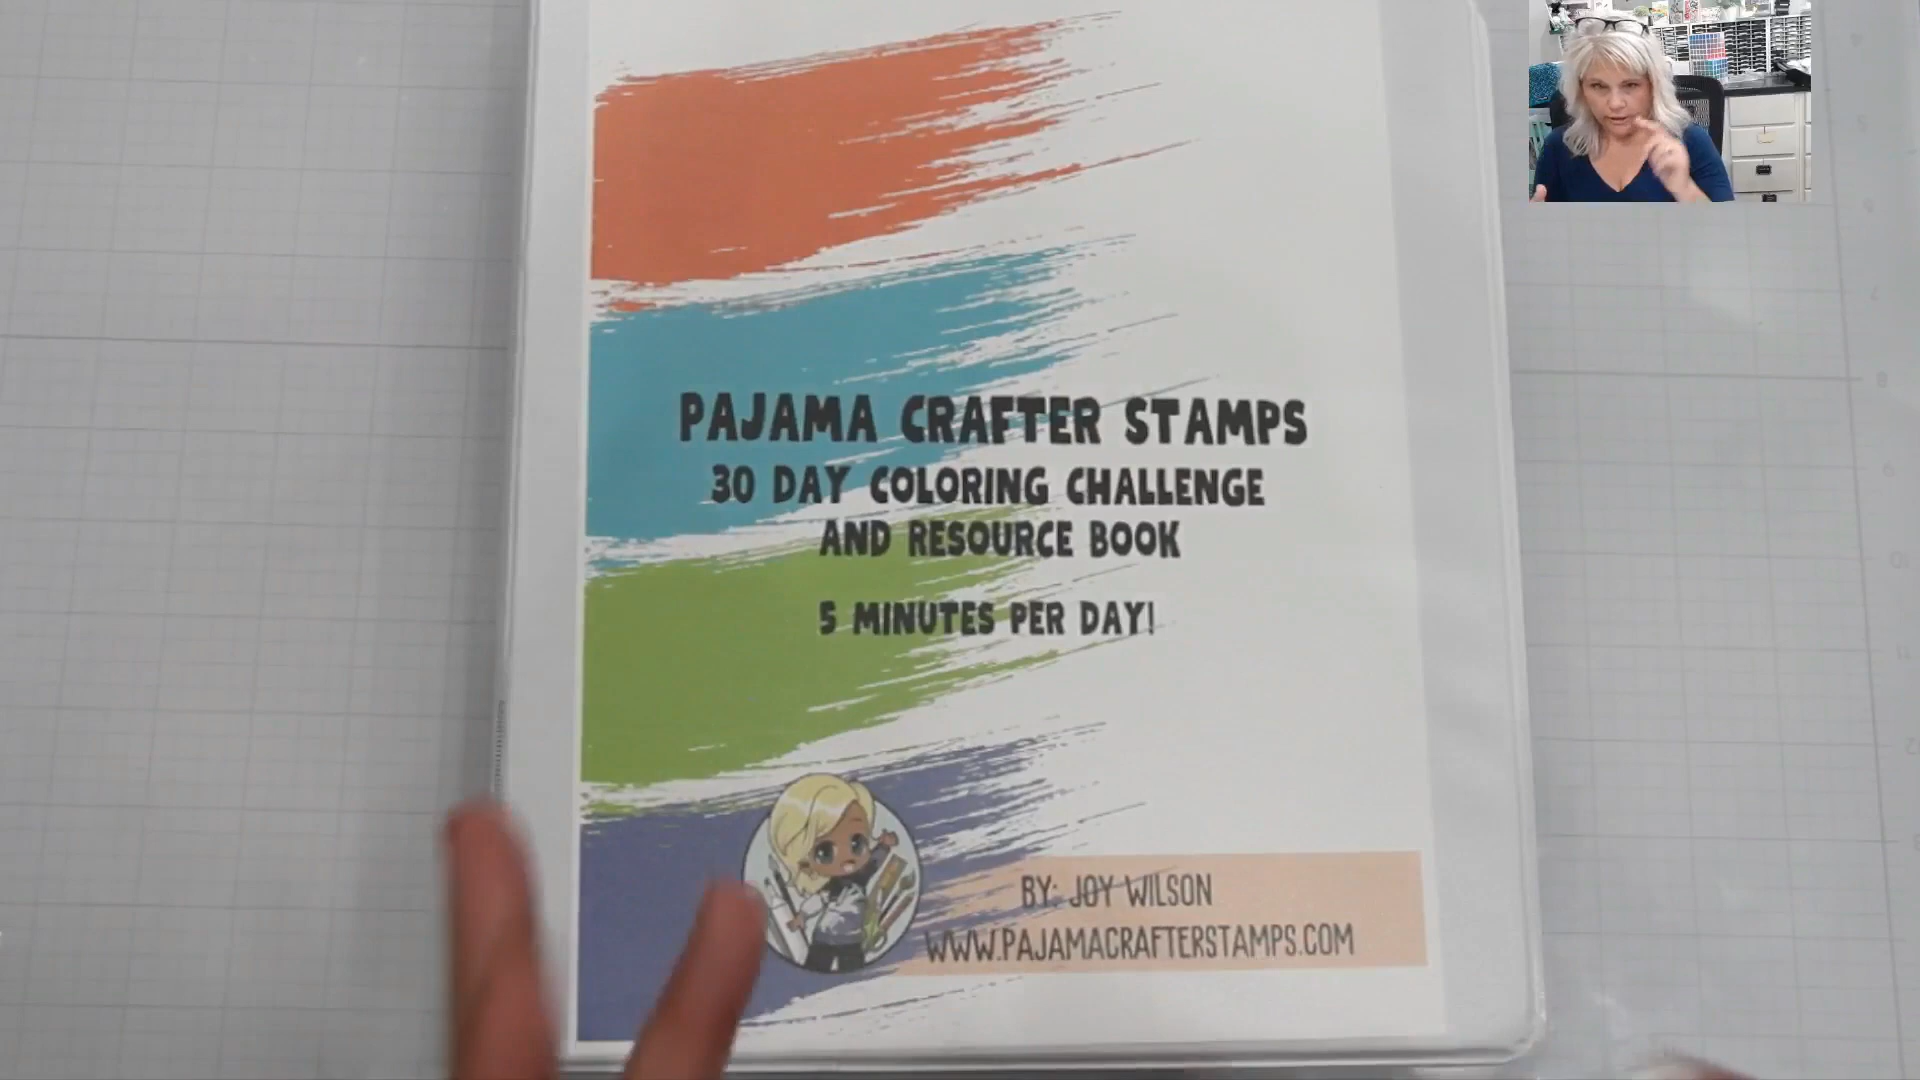 PAJAMA CRAFTER STAMPS
30 DAY COLORING CHALLENGE
AND RESOURCE BOOK
5 MINUTES PER DAY!
BY: JOY WILSON
WWW.PAJAMACRAFTERSTAMPS.COM